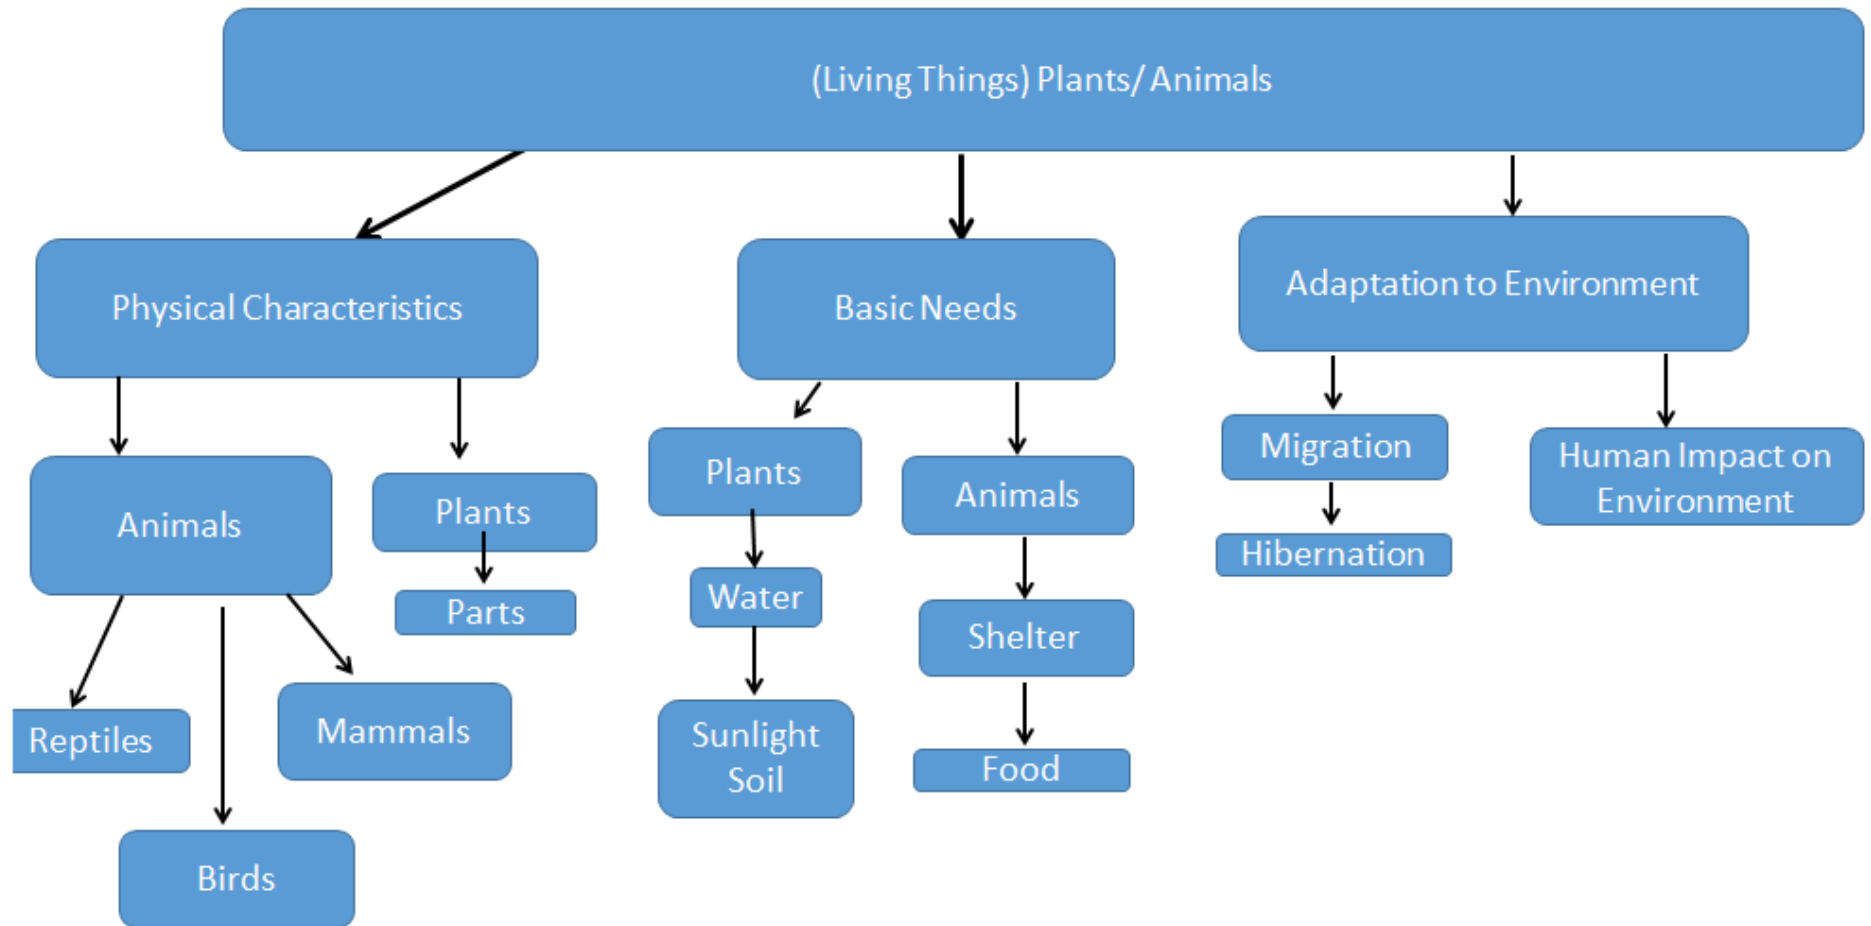 (Living Things) Plants/ Animals
Physical Characteristics
Basic Needs
Adaptation to Environment
Animals
Plants
Parts
Reptiles
Mammals
Birds
Plants
Water
Sunlight
Soil
Animals
Shelter
Food
Migration
Hibernation
Human Impact on
Environment